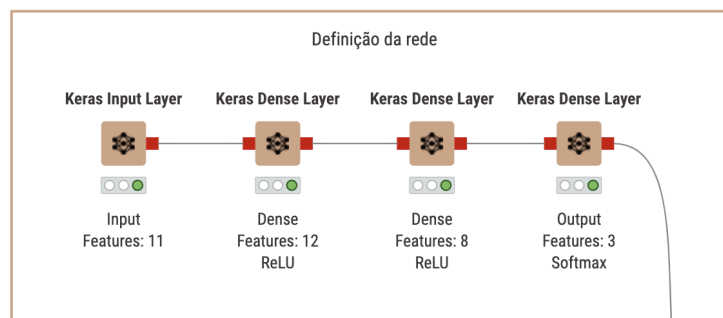 Definição da rede
Keras Input Layer
Keras Dense Layer
Keras Dense Layer
Keras Dense Layer
Input
Features: 11
Dense
Features: 12
ReLU
Dense
Features: 8
ReLU
Output
Features: 3
Softmax